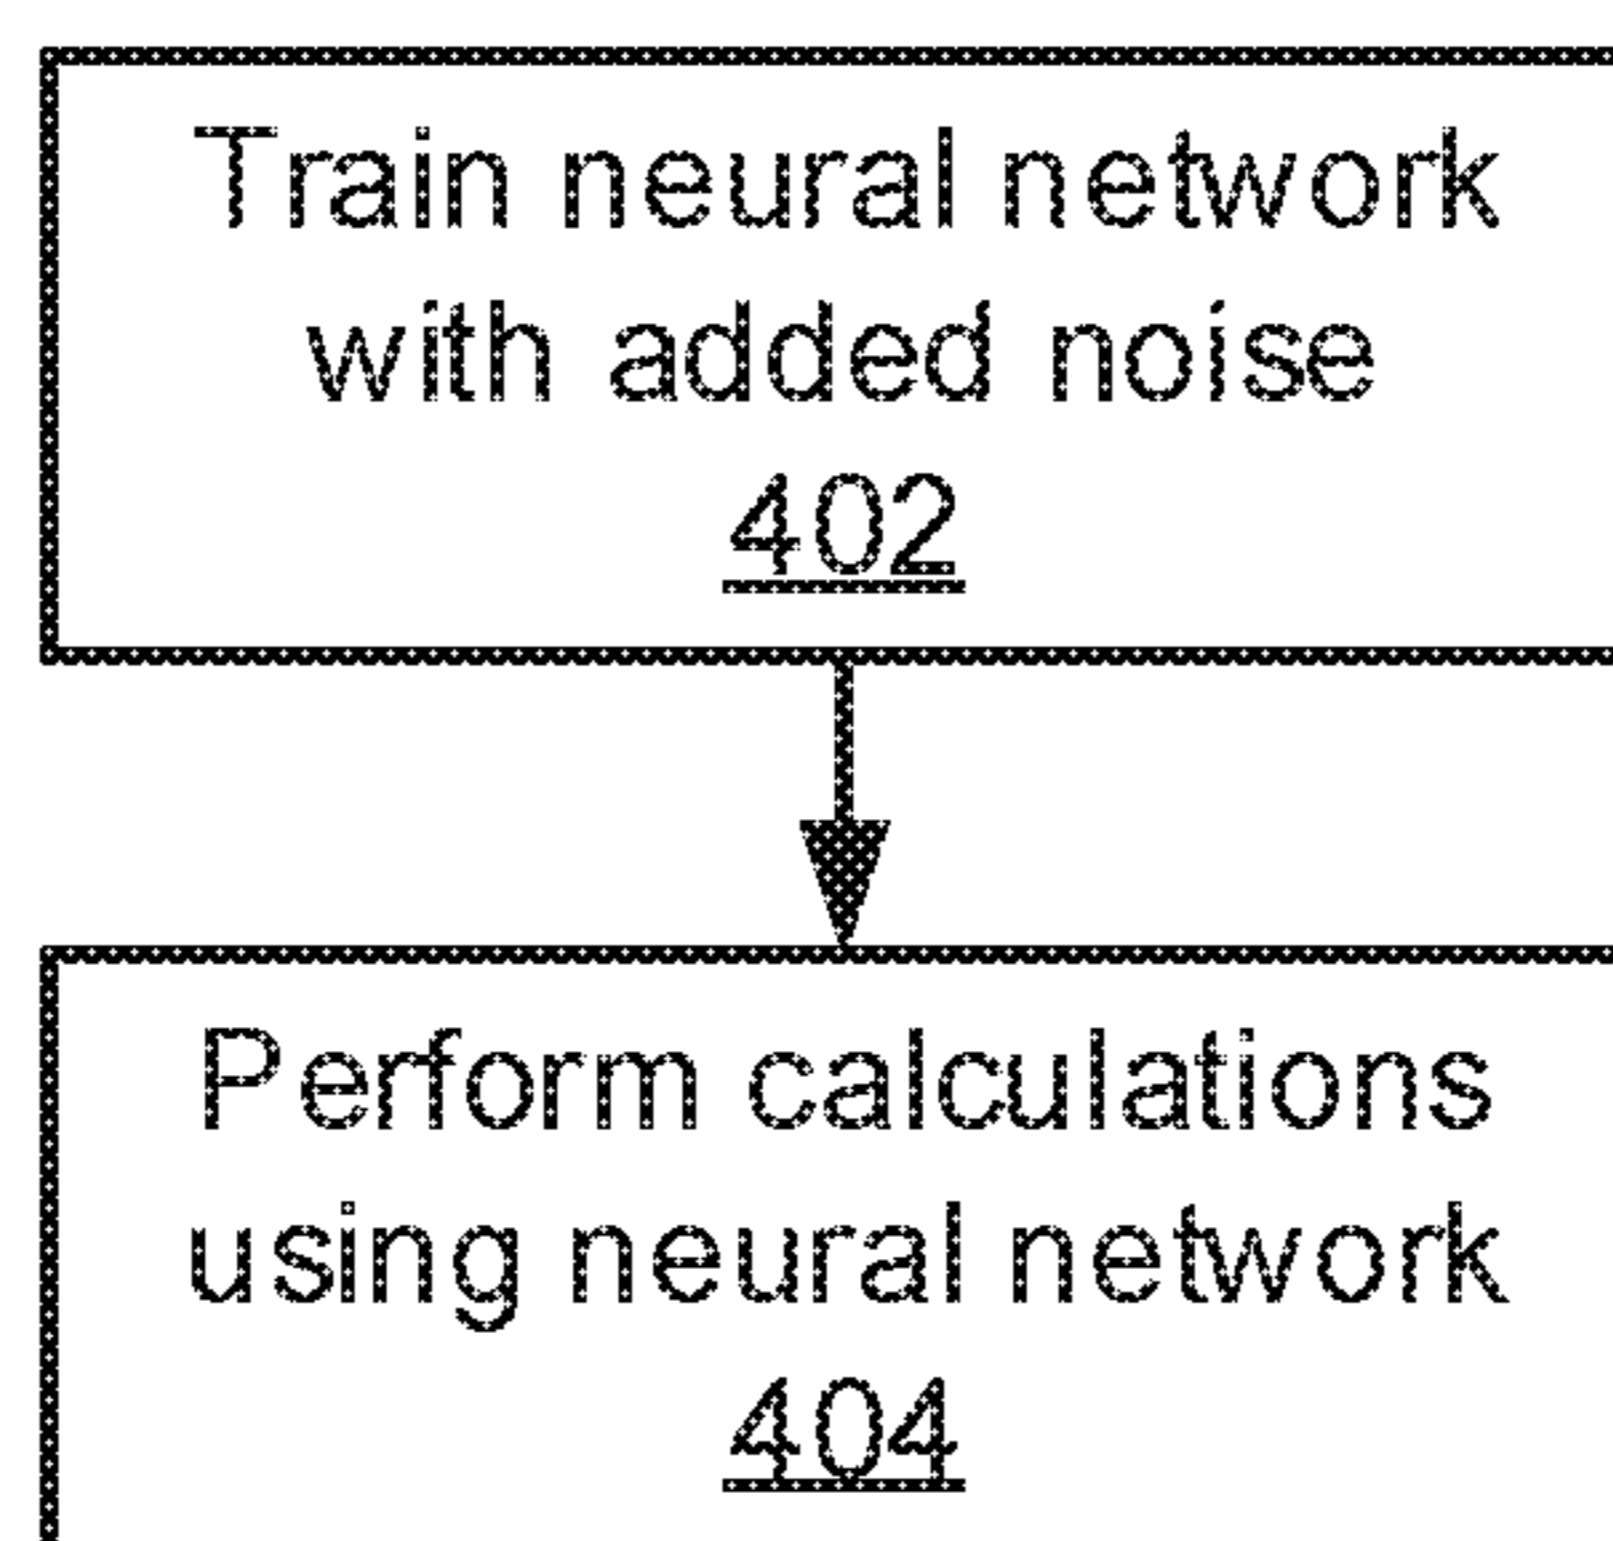 Train neural network
with added noise
402
Perform calculations
using neural network
404